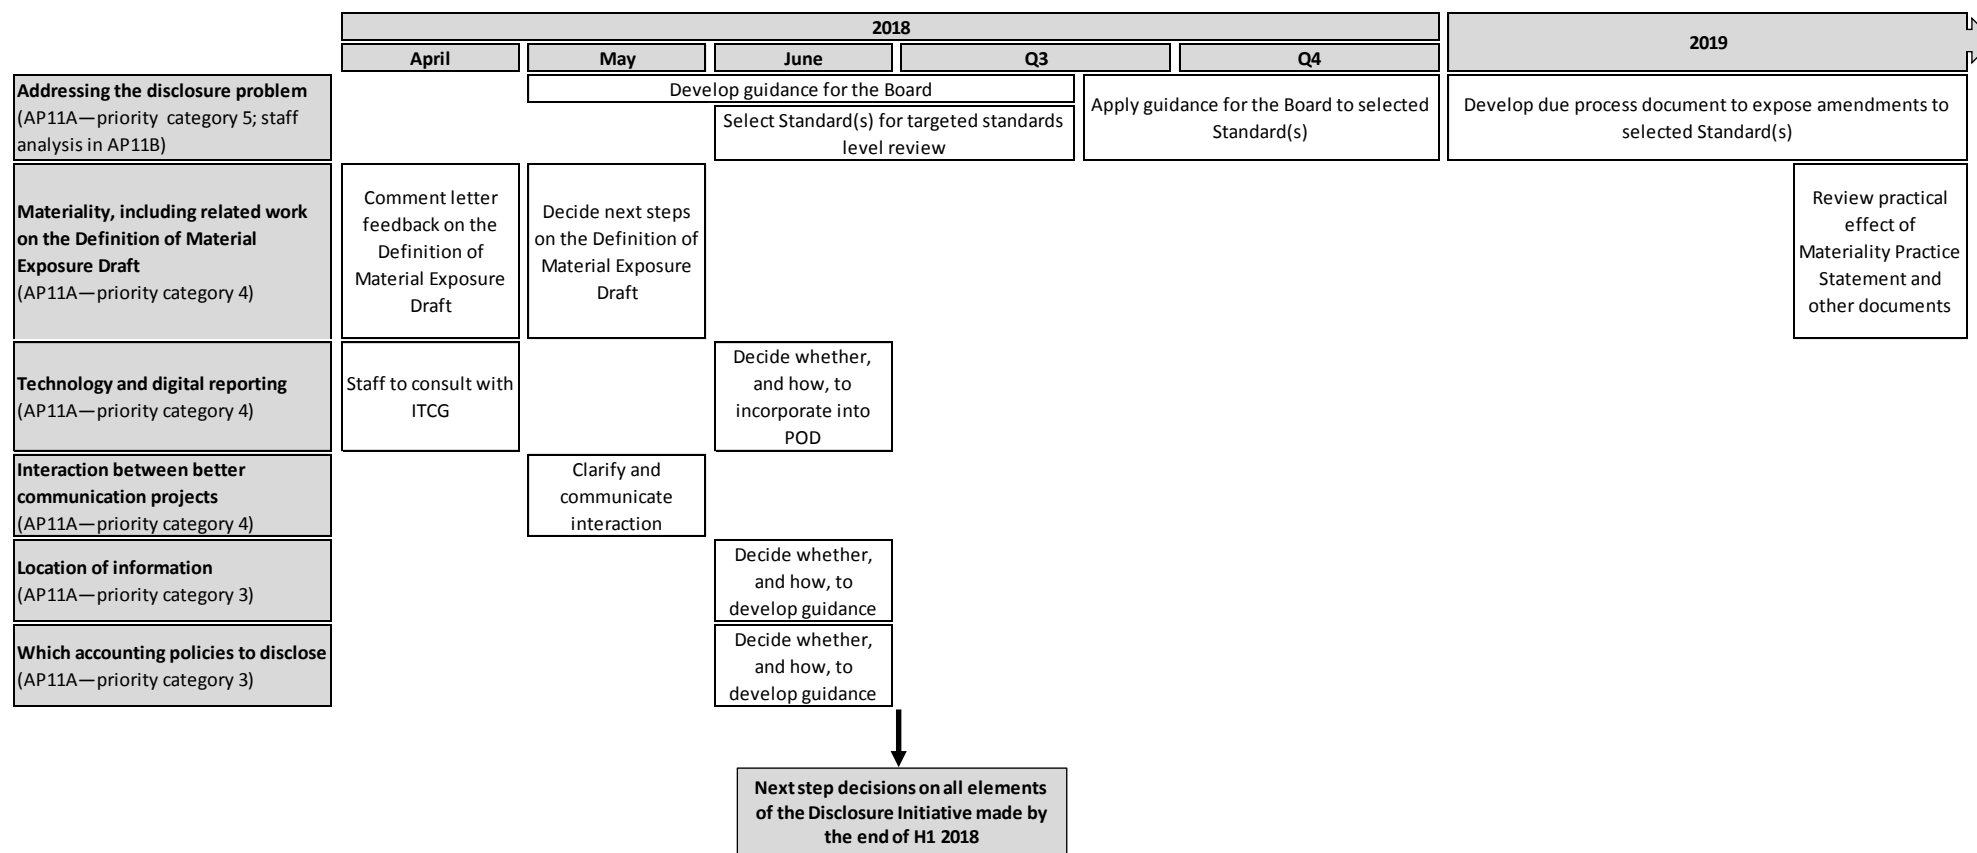 2018
2019
April
May
June
Q3
Q4
Addressing the disclosure problem
(AP11A—priority category 5; staff
analysis in AP11B)
Develop guidance for the Board
Select Standard(s) for targeted standards
level review
Apply guidance for the Board to selected
Standard(s)
Develop due process document to expose amendments to
selected Standard(s)
Materiality, including related work
on the Definition of Material
Exposure Draft
(AP11A—priority category 4)
Comment letter
feedback on the
Definition of
Material Exposure
Draft
Decide next steps
on the Definition of
Material Exposure
Draft
Review practical
effect of
Materiality Practice
Statement and
other documents
Technology and digital reporting
(AP11A—priority category 4)
Staff to consult with
ITCG
Decide whether,
and how, to
incorporate into
POD
Interaction between better
communication projects
(AP11A—priority category 4)
Clarify and
communicate
interaction
Location of information
(AP11A—priority category 3)
Decide whether,
and how, to
develop guidance
Which accounting policies to disclose
(AP11A—priority category 3)
Decide whether,
and how, to
develop guidance
Next step decisions on all elements
of the Disclosure Initiative made by
the end of H1 2018